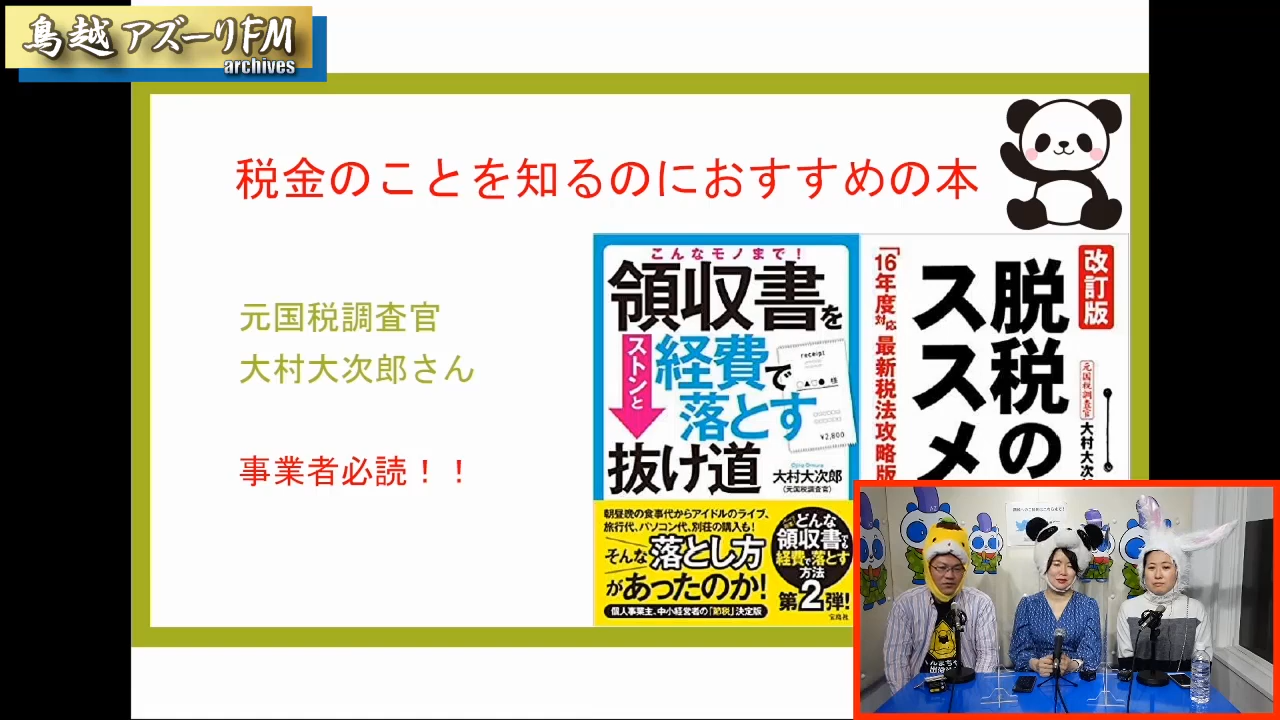 鳥越アズーリFM
archives
税金のことを知るのにおすすめの本
元国税調査官
大村大次郎さん
事業者必読！！
こんなモノまで！
領収書を
ストンと
経費で
落とす
抜け道
receipt
¥2,800
大村大次郎
(元国税調査官)
朝昼晩の食事代からアイドルのライブ、
旅行代、パソコン代、別荘の購入も！
そんな落とし方
があったのか！
個人事業主、中小経営者の「節税」決定版
どんな
領収書でも
経費で落とす
方法
第2弾！
宝島社
改訂版
脱税の
ススメ
'16年度対応 最新税法攻略版
元国税調査官
大村大次